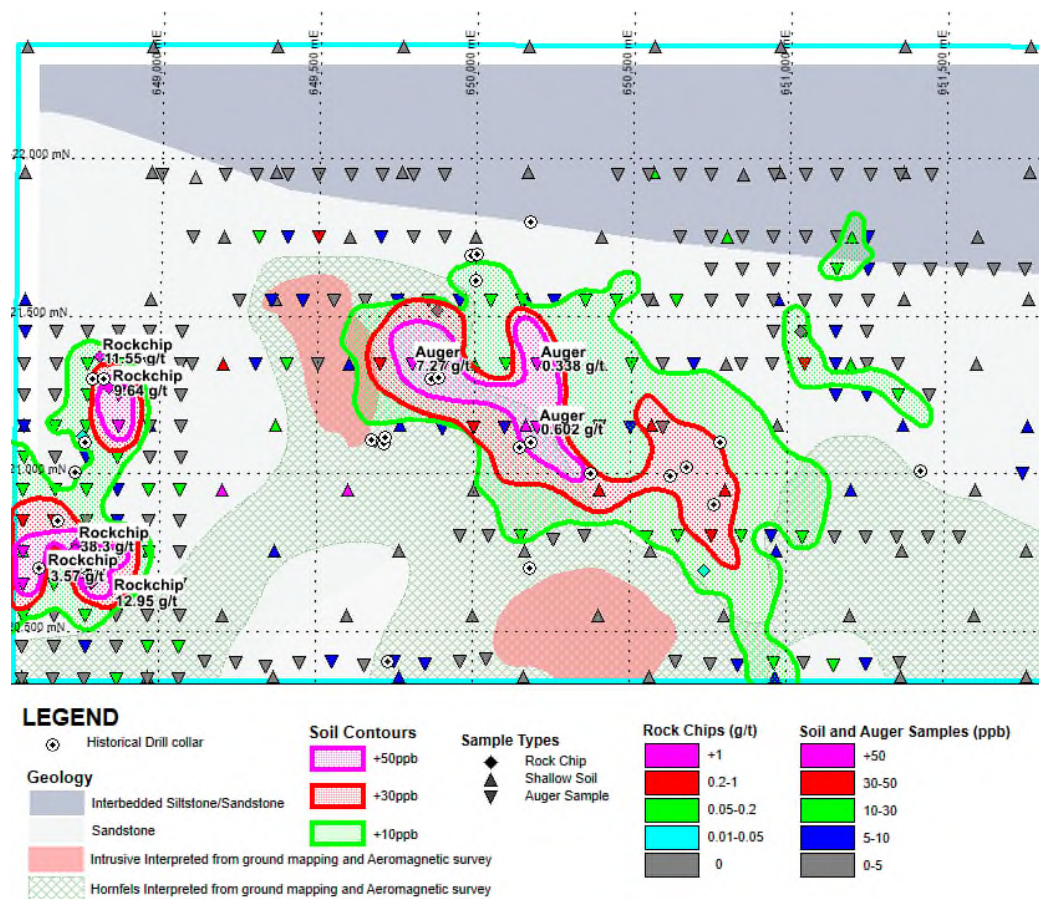 649,000 mE
649,500 mE
650,000 mE
650,500 mE
651,000 mE
651,500 mE
22,000 mN
21,500 mN
21,000 mN
20,500 mN
Rockchip
11.55 g/t
Rockchip
9.64 g/t
Auger
7.27 g/t
Auger
0.338 g/t
Auger
0.602 g/t
Rockchip
38.3 g/t
Rockchip
3.57 g/t
Rockchip
12.95 g/t
LEGEND
Historical Drill collar
Geology
Interbedded Siltstone/Sandstone
Sandstone
Intrusive Interpreted from ground mapping and Aeromagnetic survey
Hornfels Interpreted from ground mapping and Aeromagnetic survey
Soil Contours
+50ppb
+30ppb
+10ppb
Sample Types
Rock Chip
Shallow Soil
Auger Sample
Rock Chips (g/t)
+1
0.2-1
0.05-0.2
0.01-0.05
0
Soil and Auger Samples (ppb)
+50
30-50
10-30
5-10
0-5